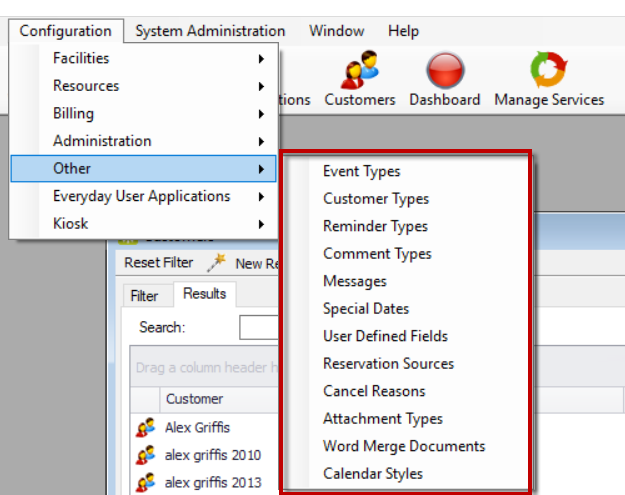 Configuration System Administration Window Help
Facilities
Resources
Billing
Administration
Other
Everyday User Applications
Kiosk
tions Customers Dashboard Manage Services
Event Types
Customer Types
Reminder Types
Comment Types
Messages
Special Dates
User Defined Fields
Reservation Sources
Cancel Reasons
Attachment Types
Word Merge Documents
Calendar Styles
Reset Filter New Re
Filter Results
Search:
Drag a column header h
Customer
Alex Griffis
alex griffis 2010
alex griffis 2013